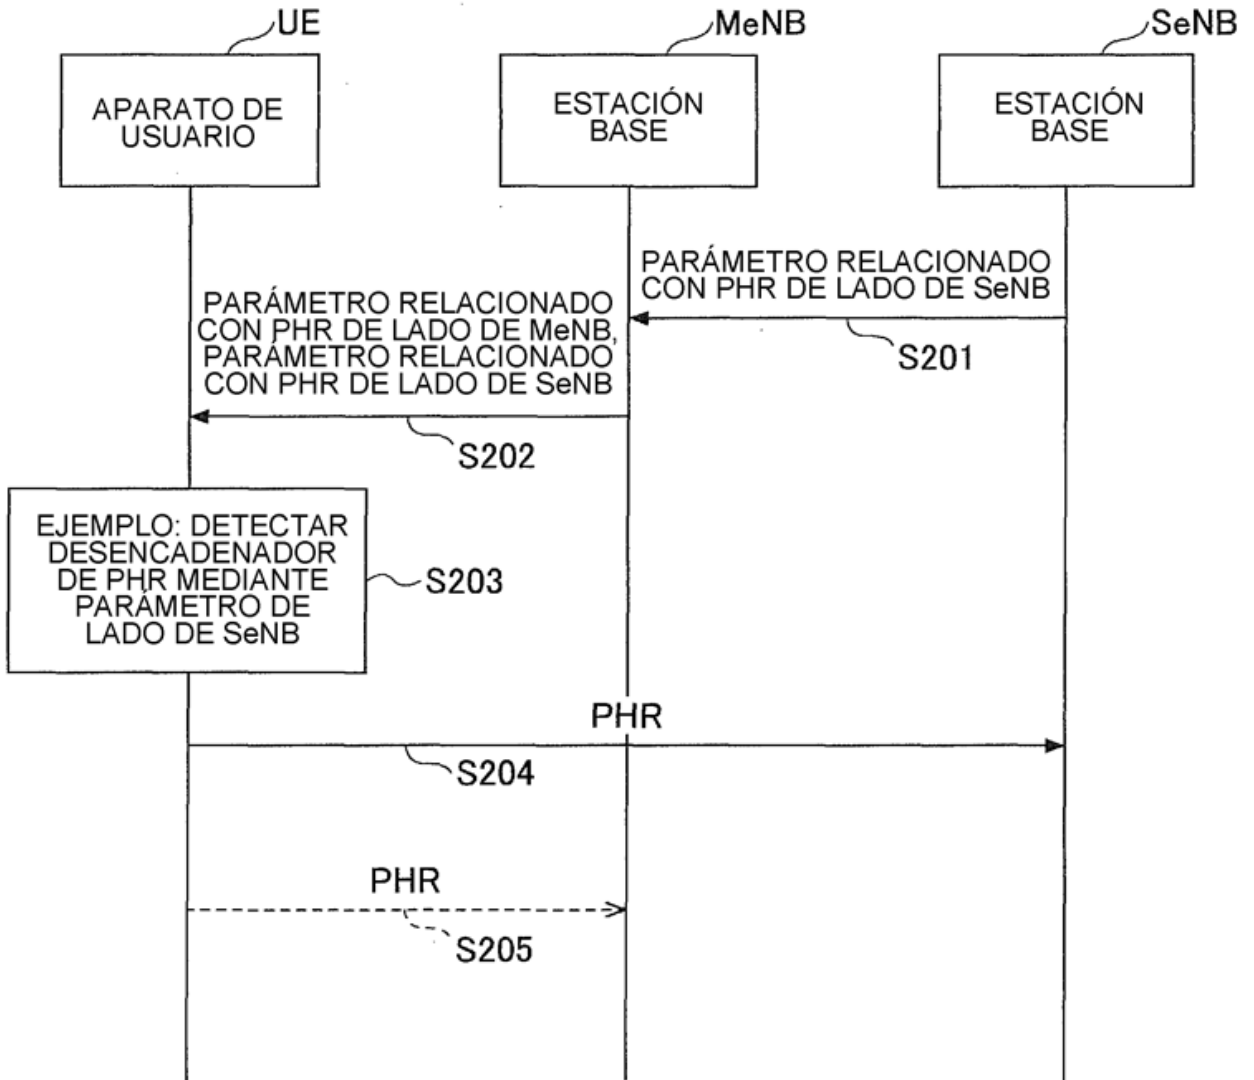 UE
MeNB
SeNB
APARATO DE
USUARIO
ESTACIÓN
BASE
ESTACIÓN
BASE
PARÁMETRO RELACIONADO
CON PHR DE LADO DE SeNB
S201
PARÁMETRO RELACIONADO
CON PHR DE LADO DE MeNB,
PARÁMETRO RELACIONADO
CON PHR DE LADO DE SeNB
S202
EJEMPLO: DETECTAR
DESENCADENADOR
DE PHR MEDIANTE
PARÁMETRO DE
LADO DE SeNB
S203
PHR
S204
PHR
S205